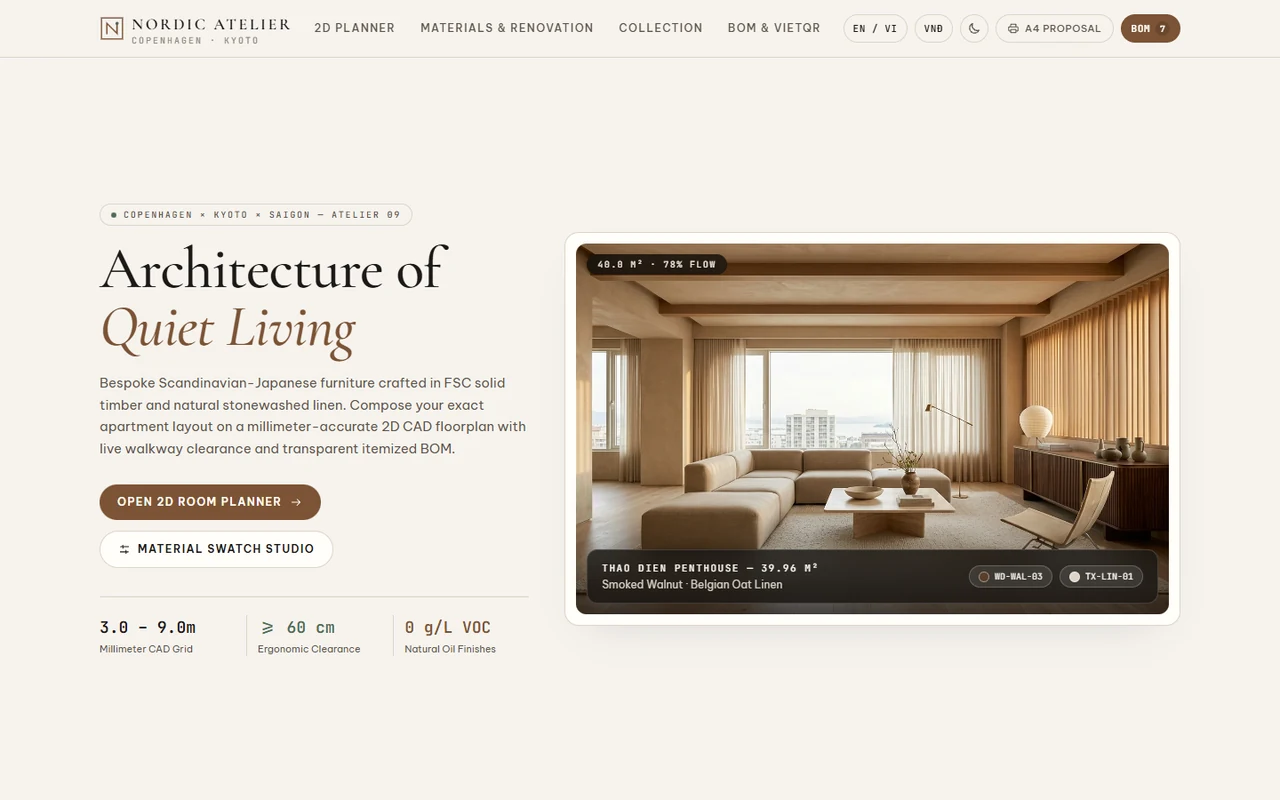 NORDIC ATELIER
COPENHAGEN · KYOTO
2D PLANNER
MATERIALS & RENOVATION
COLLECTION
BOM & VIETQR
EN / VI
VNĐ
A4 PROPOSAL
BOM 7
COPENHAGEN × KYOTO × SAIGON — ATELIER 09
Architecture of
Quiet Living
Bespoke Scandinavian-Japanese furniture crafted in FSC solid
timber and natural stonewashed linen. Compose your exact
apartment layout on a millimeter-accurate 2D CAD floorplan with
live walkway clearance and transparent itemized BOM.
OPEN 2D ROOM PLANNER →
MATERIAL SWATCH STUDIO
3.0 – 9.0m
Millimeter CAD Grid
≥ 60 cm
Ergonomic Clearance
0 g/L VOC
Natural Oil Finishes
40.0 M² · 78% FLOW
THAO DIEN PENTHOUSE — 39.96 M²
Smoked Walnut · Belgian Oat Linen
WD-WAL-03
TX-LIN-01